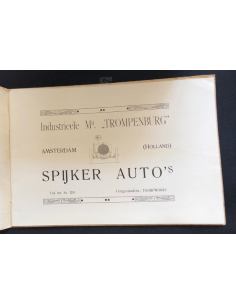 Industrieele Mij. „TROMPENBURG"
AMSTERDAM (HOLLAND)
SPIJKER AUTO's